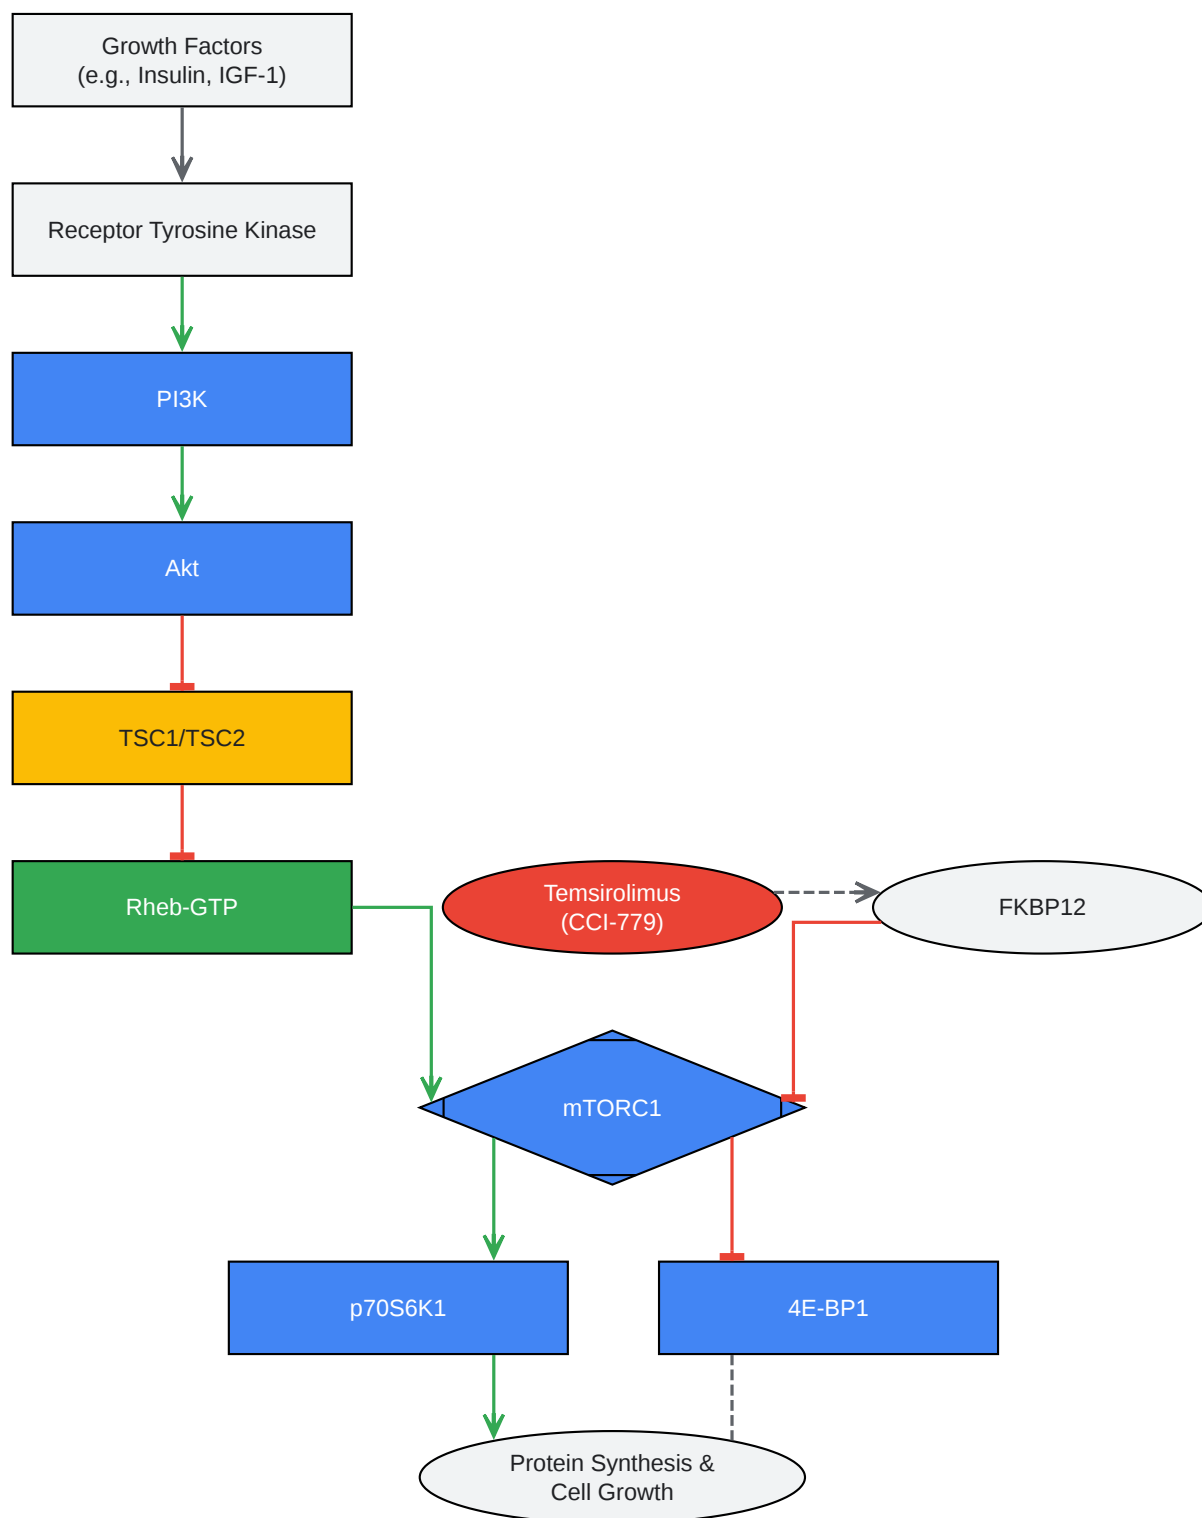 Growth Factors
(e.g., Insulin, IGF-1)
Receptor Tyrosine Kinase
PI3K
Akt
TSC1/TSC2
Rheb-GTP
Temsirolimus
(CCI-779)
FKBP12
mTORC1
p70S6K1
4E-BP1
Protein Synthesis &
Cell Growth